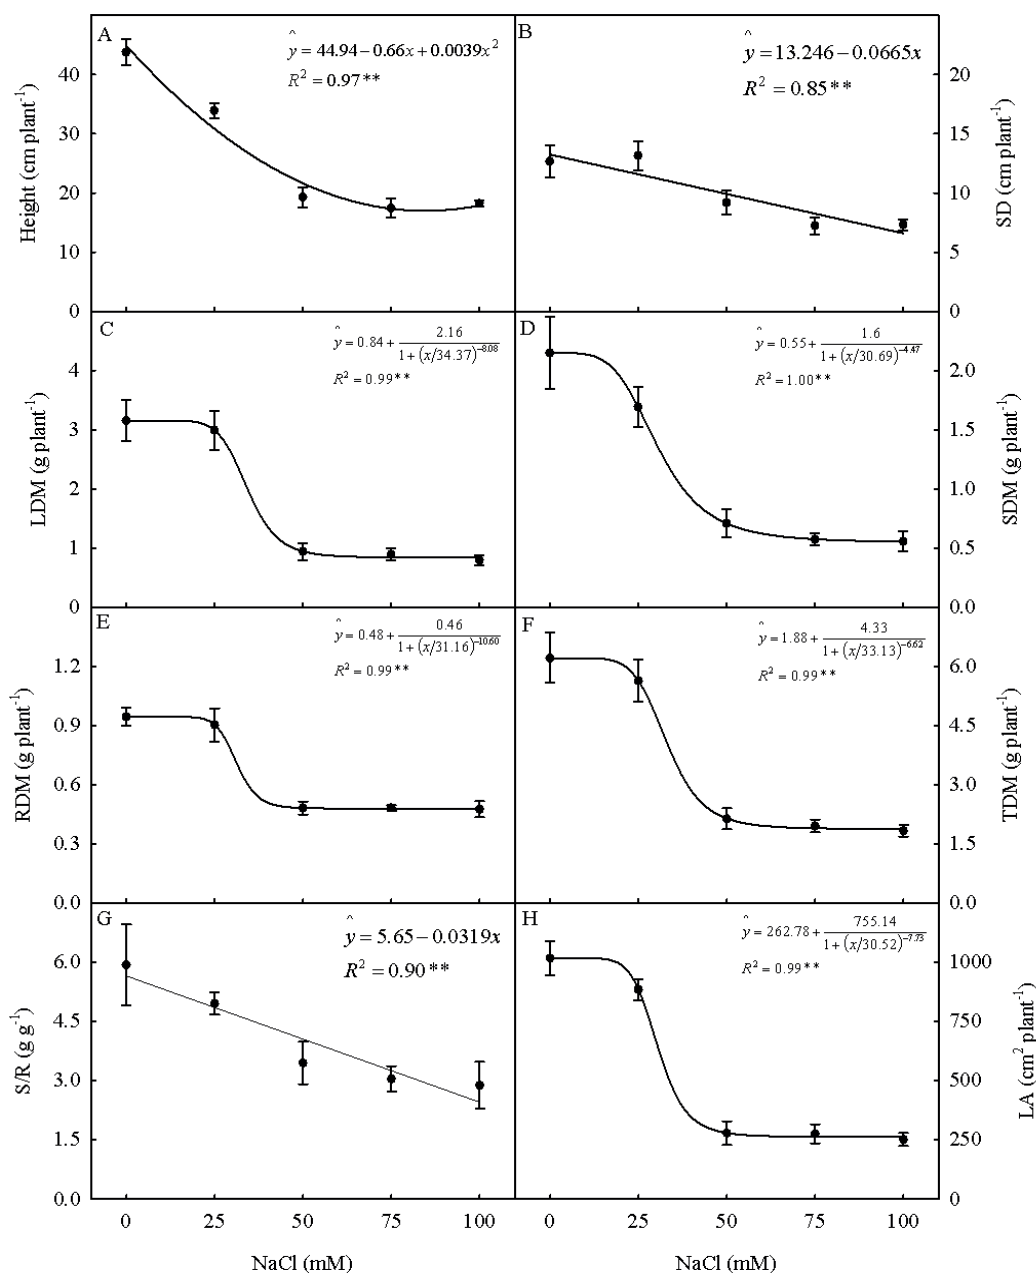 A
ŷ = 44.94 − 0.66x + 0.0039x²
R² = 0.97**
40
30
20
10
0
Height (cm plant⁻¹)
B
ŷ = 13.246 − 0.0665x
R² = 0.85**
20
15
10
5
0
SD (cm plant⁻¹)
C
ŷ = 0.84 + 2.16 / 1 + (x/34.37)^−8.08
R² = 0.99**
4
3
2
1
0
LDM (g plant⁻¹)
D
ŷ = 0.55 + 1.6 / 1 + (x/30.69)^−4.47
R² = 1.00**
2.0
1.5
1.0
0.5
0.0
SDM (g plant⁻¹)
E
ŷ = 0.48 + 0.46 / 1 + (x/31.16)^−10.60
R² = 0.99**
1.2
0.9
0.6
0.3
0.0
RDM (g plant⁻¹)
F
ŷ = 1.88 + 4.33 / 1 + (x/33.13)^−6.62
R² = 0.99**
6.0
4.5
3.0
1.5
0.0
TDM (g plant⁻¹)
G
ŷ = 5.65 − 0.0319x
R² = 0.90**
6.0
4.5
3.0
1.5
0.0
S/R (g g⁻¹)
0 25 50 75 100
NaCl (mM)
H
ŷ = 262.78 + 755.14 / 1 + (x/30.52)^−7.73
R² = 0.99**
1000
750
500
250
0
LA (cm² plant⁻¹)
0 25 50 75 100
NaCl (mM)